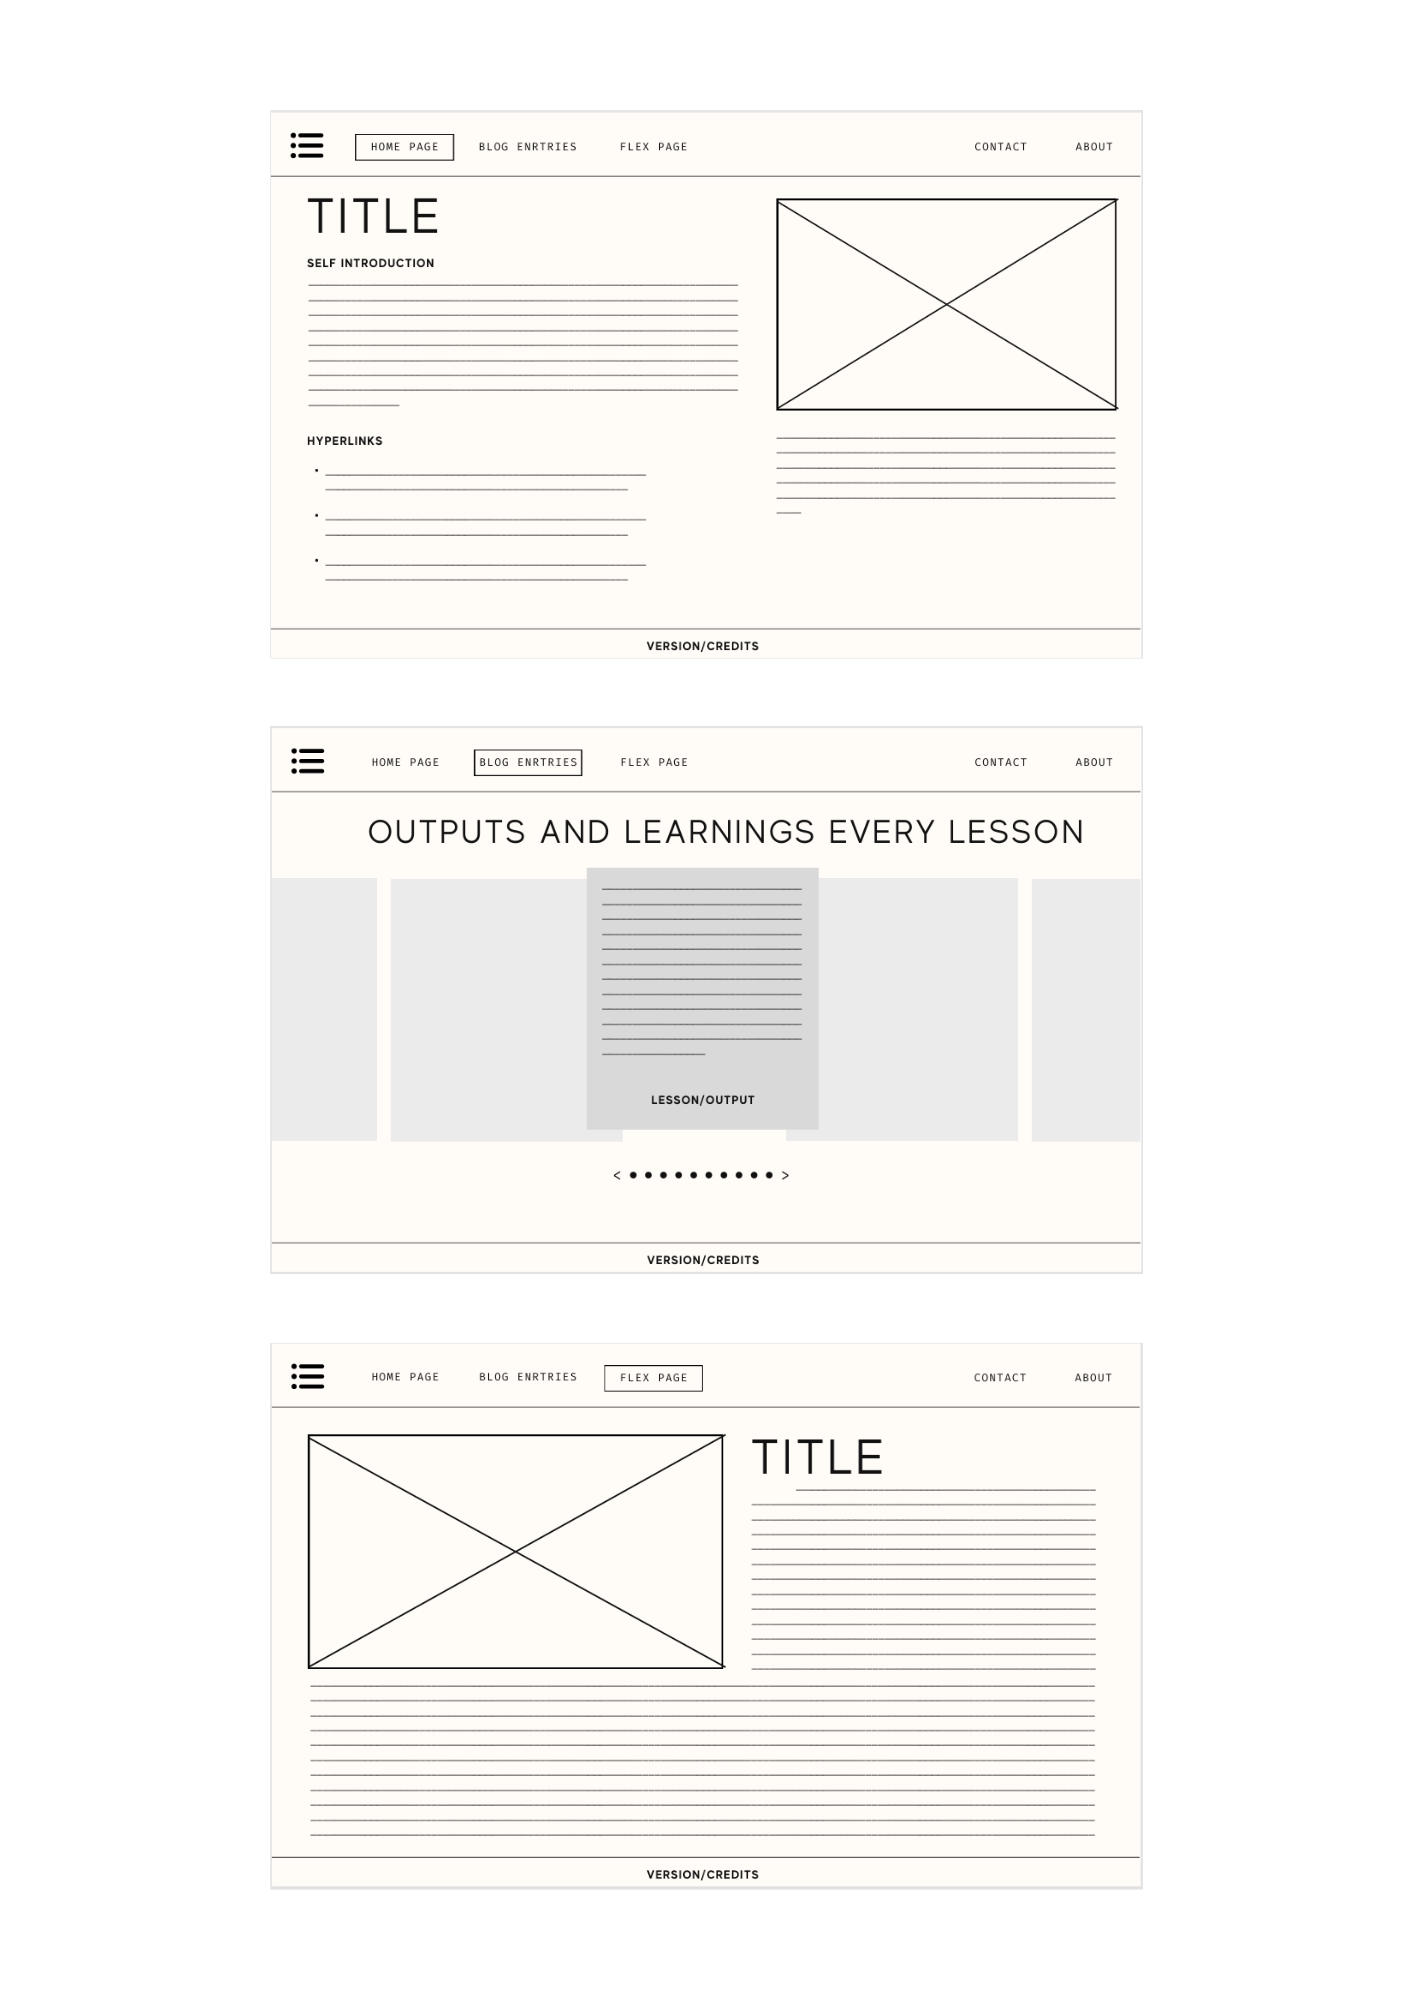 HOME PAGE BLOG ENRTRIES FLEX PAGE CONTACT ABOUT
TITLE
SELF INTRODUCTION
HYPERLINKS
VERSION/CREDITS
HOME PAGE BLOG ENRTRIES FLEX PAGE CONTACT ABOUT
OUTPUTS AND LEARNINGS EVERY LESSON
LESSON/OUTPUT
< >
VERSION/CREDITS
HOME PAGE BLOG ENRTRIES FLEX PAGE CONTACT ABOUT
TITLE
VERSION/CREDITS